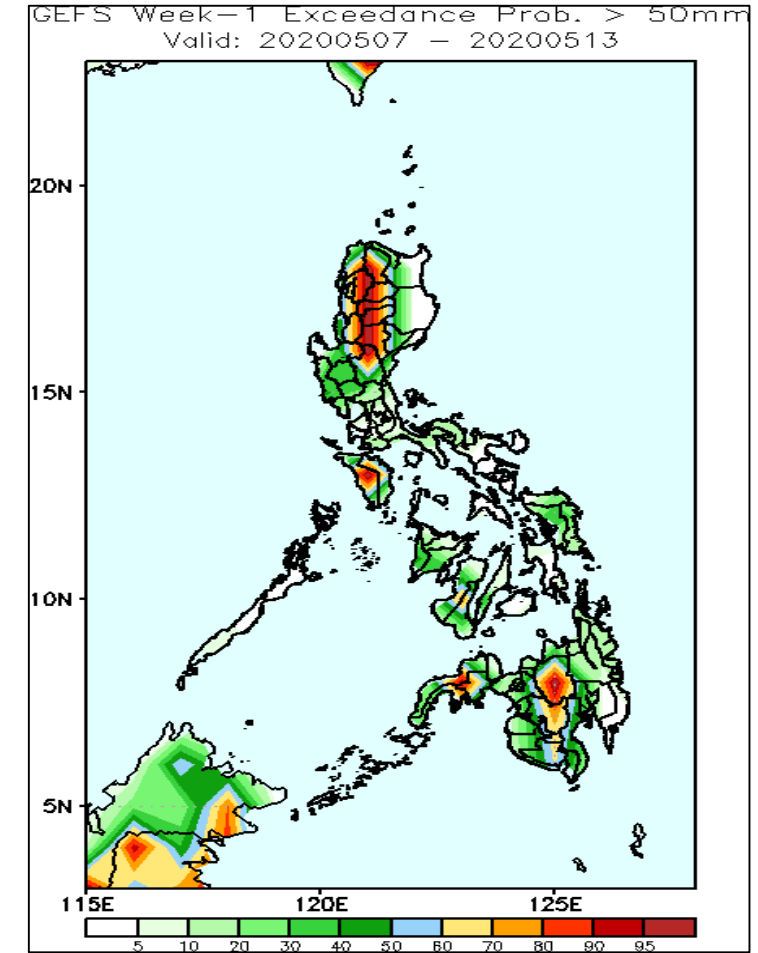 GEFS Week-1 Exceedance Prob. > 50mm
Valid: 20200507 - 20200513
20N
15N
10N
5N
115E 120E 125E
5 10 20 30 40 50 60 70 80 90 95